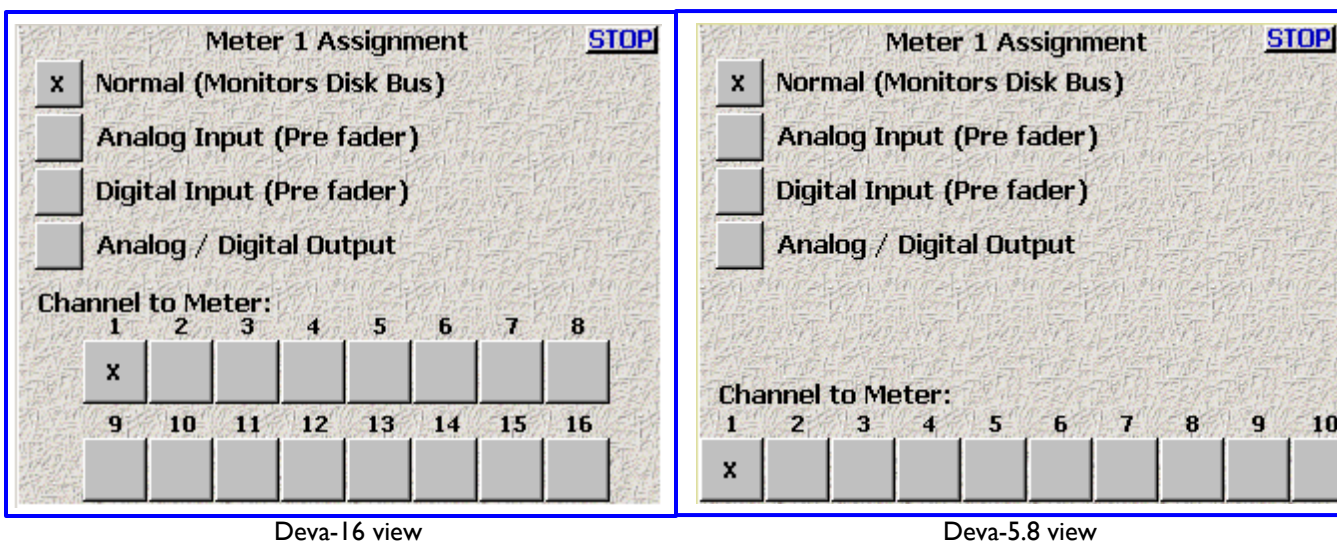 Meter 1 Assignment STOP
X Normal (Monitors Disk Bus)
Analog Input (Pre fader)
Digital Input (Pre fader)
Analog / Digital Output
Channel to Meter:
1 2 3 4 5 6 7 8
X
9 10 11 12 13 14 15 16
Deva-16 view
Meter 1 Assignment STOP
X Normal (Monitors Disk Bus)
Analog Input (Pre fader)
Digital Input (Pre fader)
Analog / Digital Output
Channel to Meter:
1 2 3 4 5 6 7 8 9 10
X
Deva-5.8 view